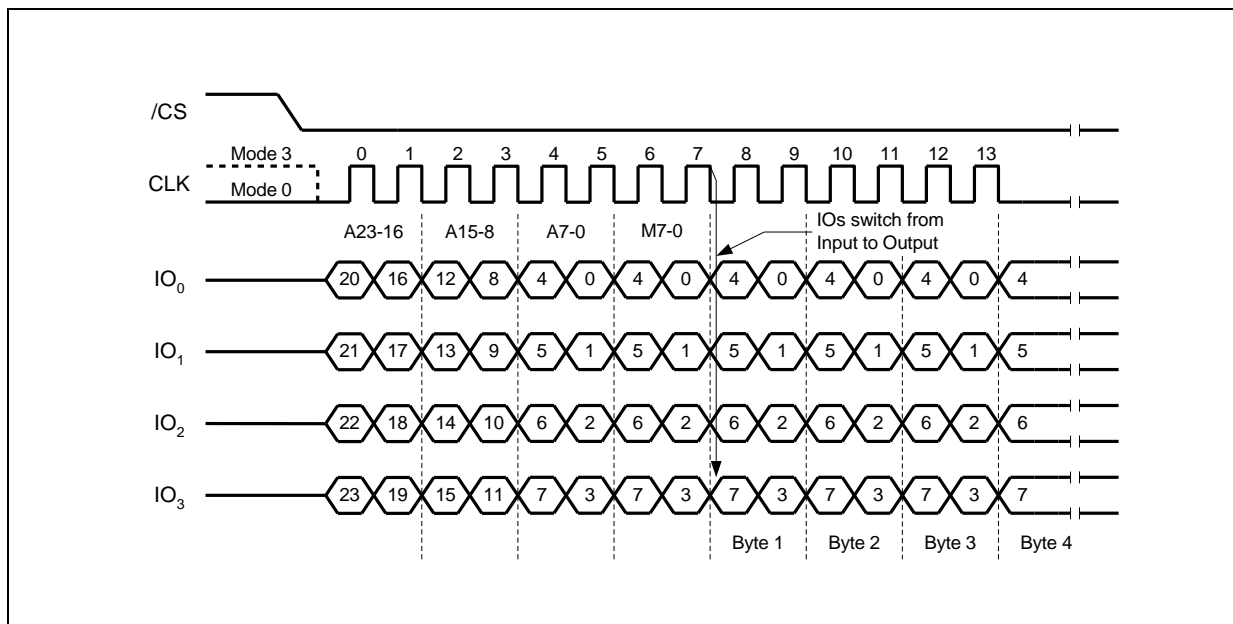 /CS
Mode 3
CLK
Mode 0
0 1 2 3 4 5 6 7 8 9 10 11 12 13
A23-16 A15-8 A7-0 M7-0
IOs switch from
Input to Output
IO0 20 16 12 8 4 0 4 0 4 0 4 0 4 0 4
IO1 21 17 13 9 5 1 5 1 5 1 5 1 5 1 5
IO2 22 18 14 10 6 2 6 2 6 2 6 2 6 2 6
IO3 23 19 15 11 7 3 7 3 7 3 7 3 7 3 7
Byte 1 Byte 2 Byte 3 Byte 4